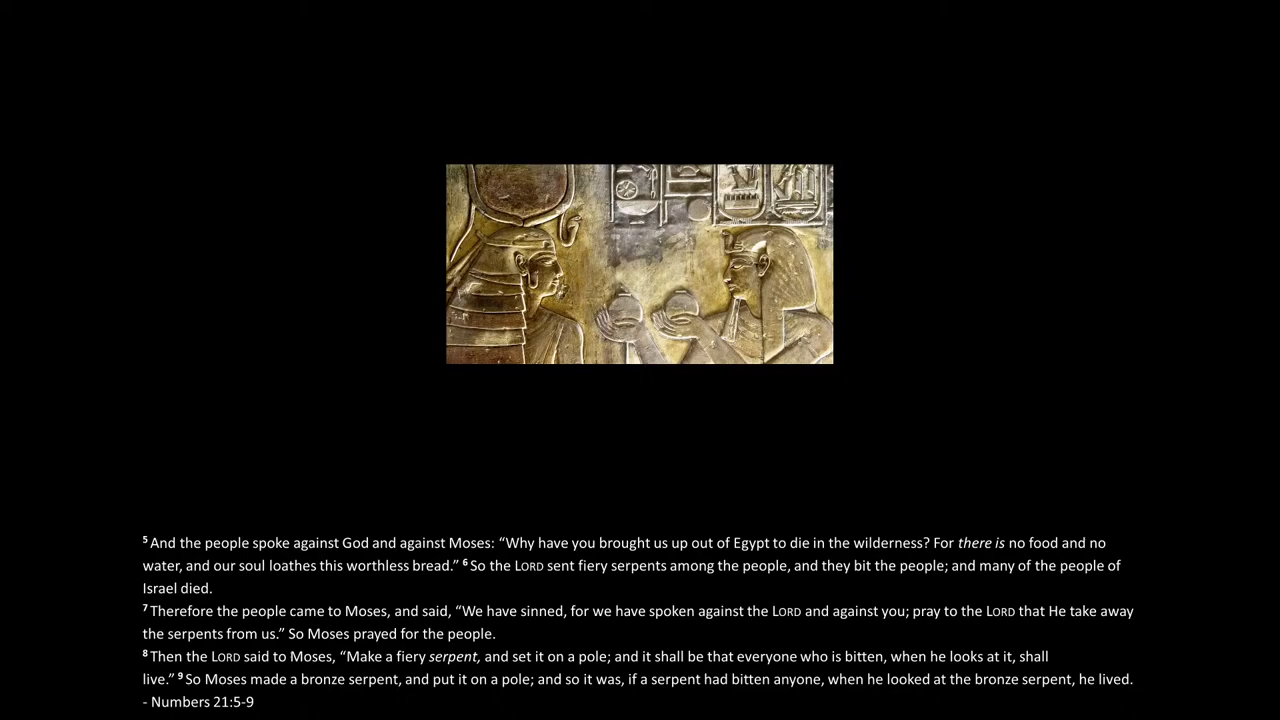 ⁵ And the people spoke against God and against Moses: “Why have you brought us up out of Egypt to die in the wilderness? For there is no food and no
water, and our soul loathes this worthless bread.” ⁶ So the LORD sent fiery serpents among the people, and they bit the people; and many of the people of
Israel died.
⁷ Therefore the people came to Moses, and said, “We have sinned, for we have spoken against the LORD and against you; pray to the LORD that He take away
the serpents from us.” So Moses prayed for the people.
⁸ Then the LORD said to Moses, “Make a fiery serpent, and set it on a pole; and it shall be that everyone who is bitten, when he looks at it, shall
live.” ⁹ So Moses made a bronze serpent, and put it on a pole; and so it was, if a serpent had bitten anyone, when he looked at the bronze serpent, he lived.
- Numbers 21:5-9